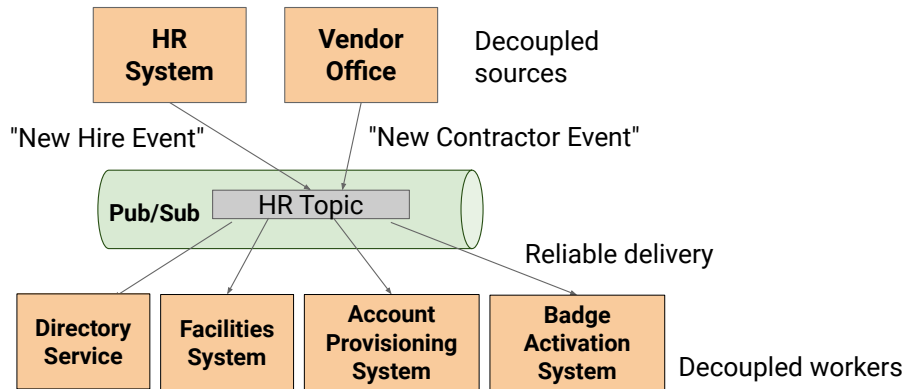 HR
System
Vendor
Office
Decoupled
sources
"New Hire Event"
"New Contractor Event"
Pub/Sub
HR Topic
Reliable delivery
Directory
Service
Facilities
System
Account
Provisioning
System
Badge
Activation
System
Decoupled workers